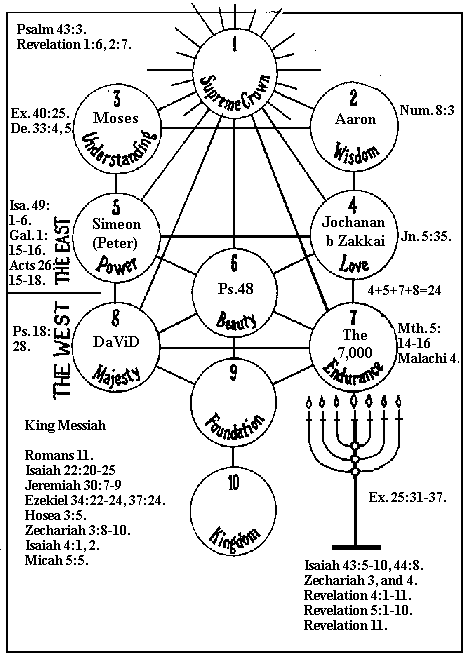 Psalm 43:3.
Revelation 1:6, 2:7.
1
Supreme Crown
Ex. 40:25.
De. 33:4, 5
3
Moses
Understanding
2
Aaron
Wisdom
Num. 8:3
Isa. 49:
1-6.
Gal. 1:
15-16.
Acts 26:
15-18.
THE EAST
5
Simeon
(Peter)
Power
4
Jochanan
b Zakkai
Love
Jn. 5:35.
6
Ps.48
Beauty
4+5+7+8=24
Ps. 18:
28.
THE WEST
8
DaViD
Majesty
7
The
7,000
Endurance
Mth. 5:
14-16
Malachi 4.
9
Foundation
10
Kingdom
King Messiah
Romans 11.
Isaiah 22:20-25
Jeremiah 30:7-9
Ezekiel 34:22-24, 37:24.
Hosea 3:5.
Zechariah 3:8-10.
Isaiah 4:1, 2.
Micah 5:5.
Ex. 25:31-37.
Isaiah 43:5-10, 44:8.
Zechariah 3, and 4.
Revelation 4:1-11.
Revelation 5:1-10.
Revelation 11.